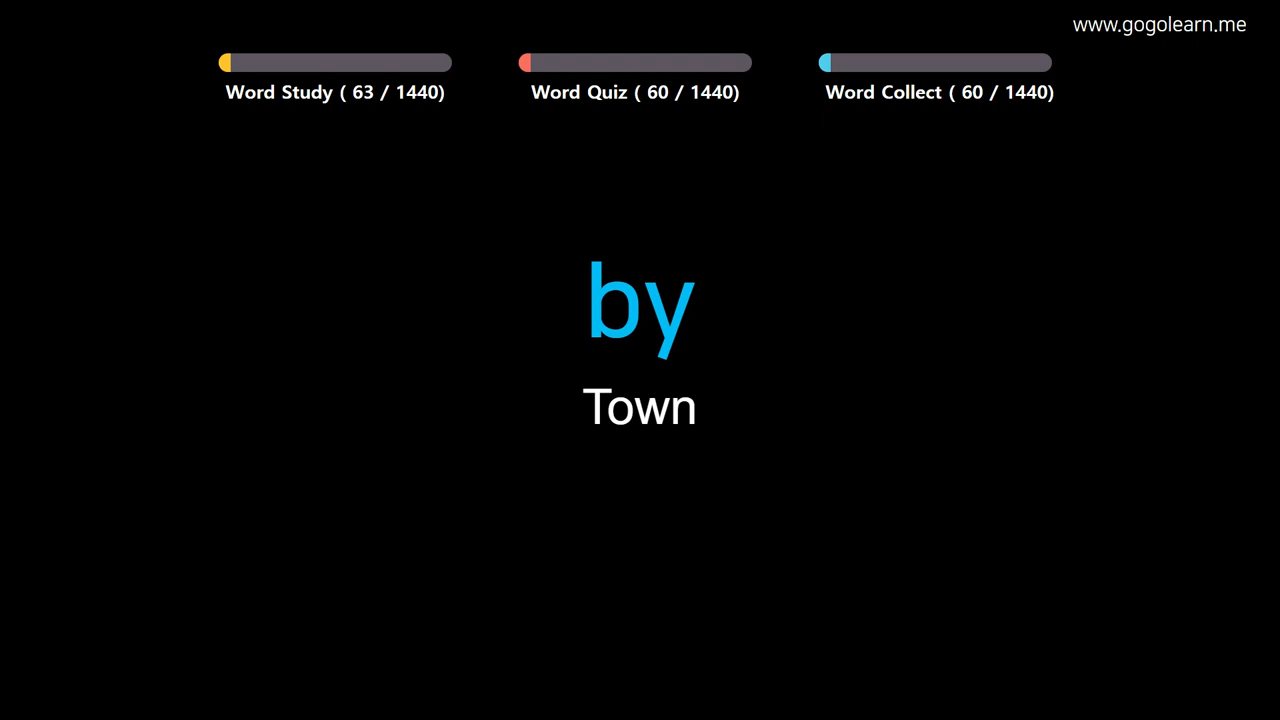 www.gogolearn.me
Word Study ( 63 / 1440)
Word Quiz ( 60 / 1440)
Word Collect ( 60 / 1440)
by
Town